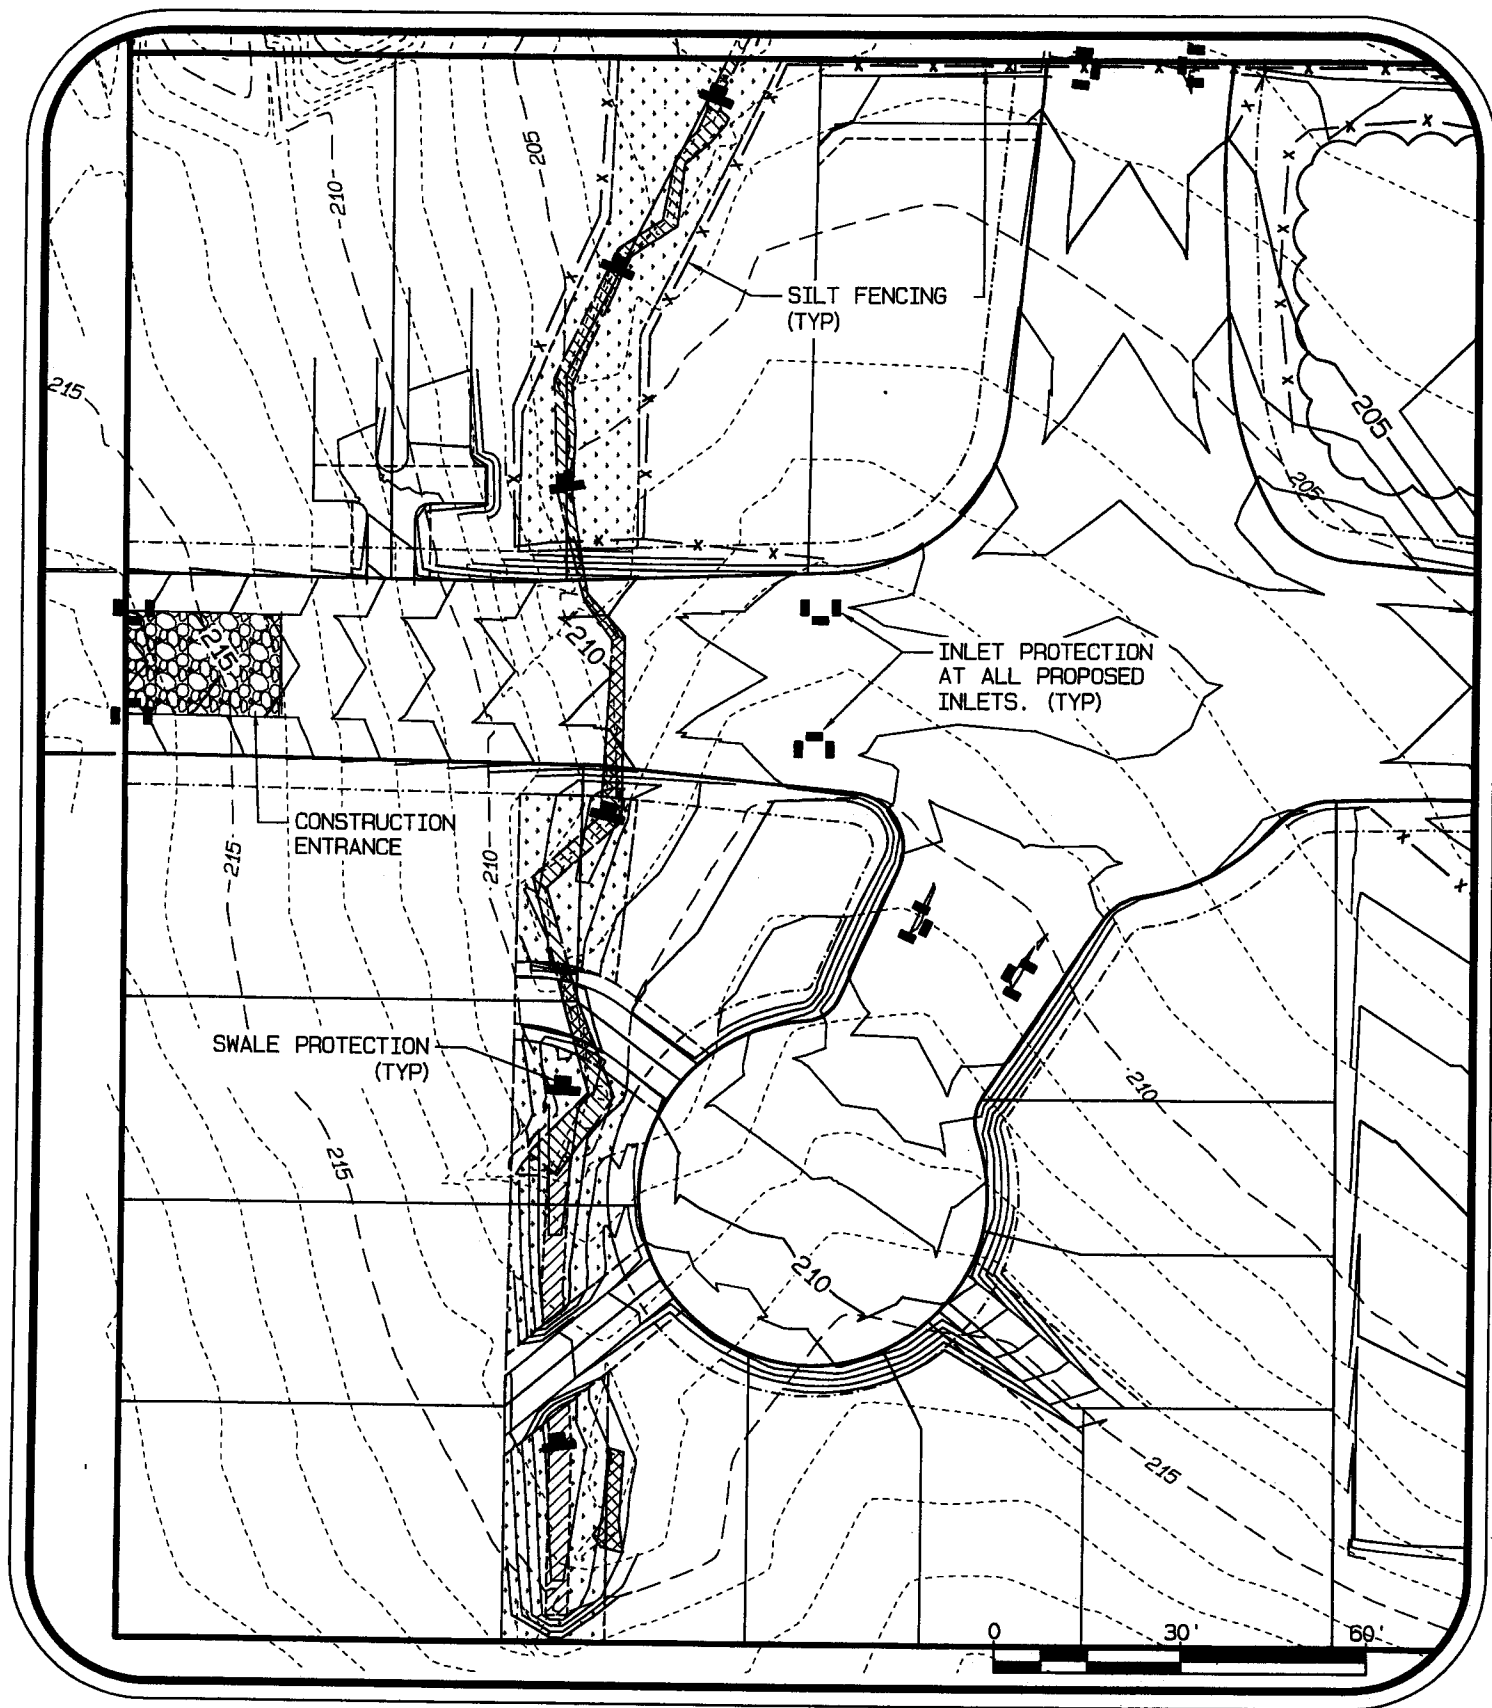 205
210
SILT FENCING
(TYP)
215
205
205
210
215
INLET PROTECTION
AT ALL PROPOSED
INLETS. (TYP)
CONSTRUCTION
ENTRANCE
215
210
SWALE PROTECTION
(TYP)
210
215
210
215
0 30' 60'